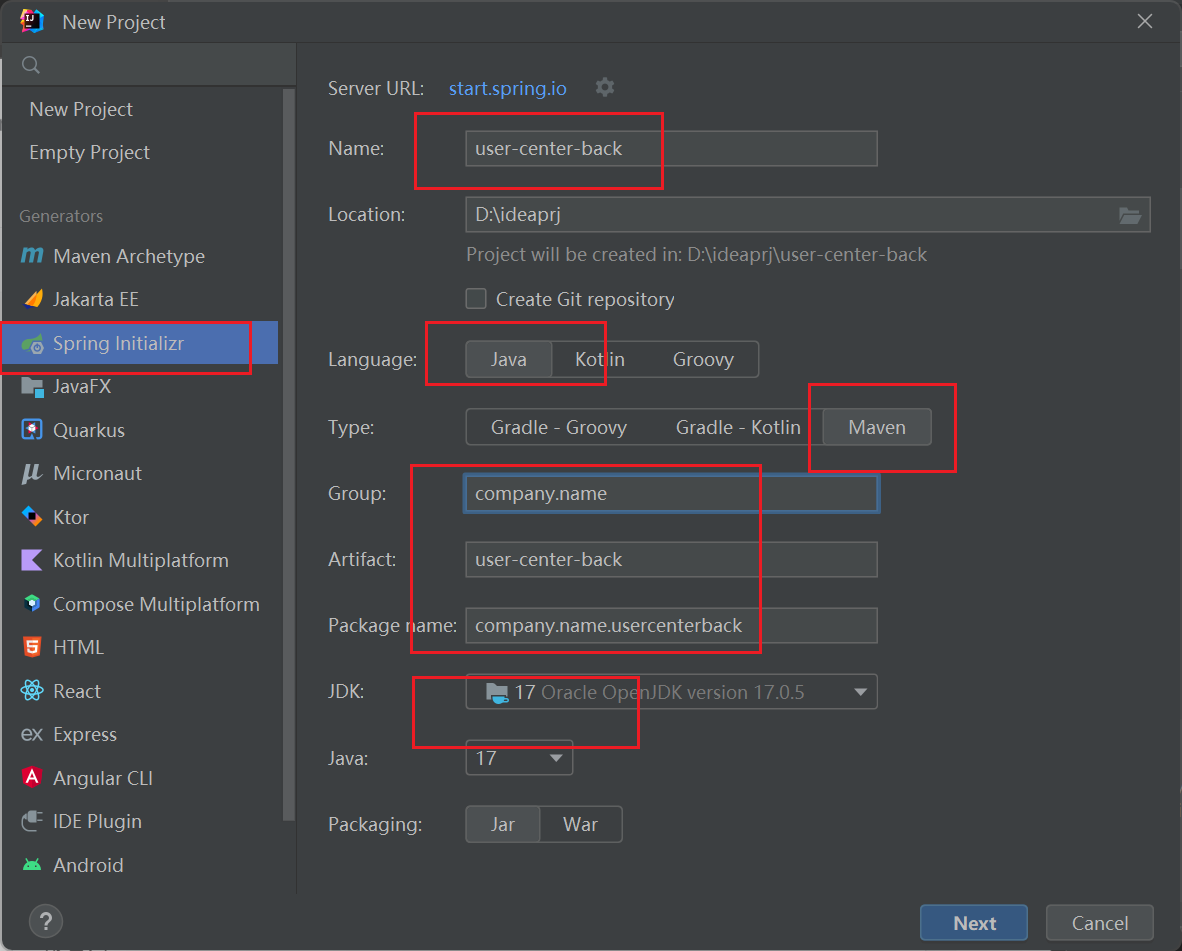 New Project
Server URL: start.spring.io
New Project
Name: user-center-back
Empty Project
Location: D:\ideaprj
Generators
Project will be created in: D:\ideaprj\user-center-back
Maven Archetype
Create Git repository
Jakarta EE
Spring Initializr
Language: Java Kotlin Groovy
JavaFX
Type: Gradle - Groovy Gradle - Kotlin Maven
Quarkus
Micronaut
Group: company.name
Ktor
Kotlin Multiplatform
Artifact: user-center-back
Compose Multiplatform
Package name: company.name.usercenterback
HTML
React
JDK: 17 Oracle OpenJDK version 17.0.5
ex Express
Java: 17
Angular CLI
IDE Plugin
Packaging: Jar War
Android
? Next Cancel